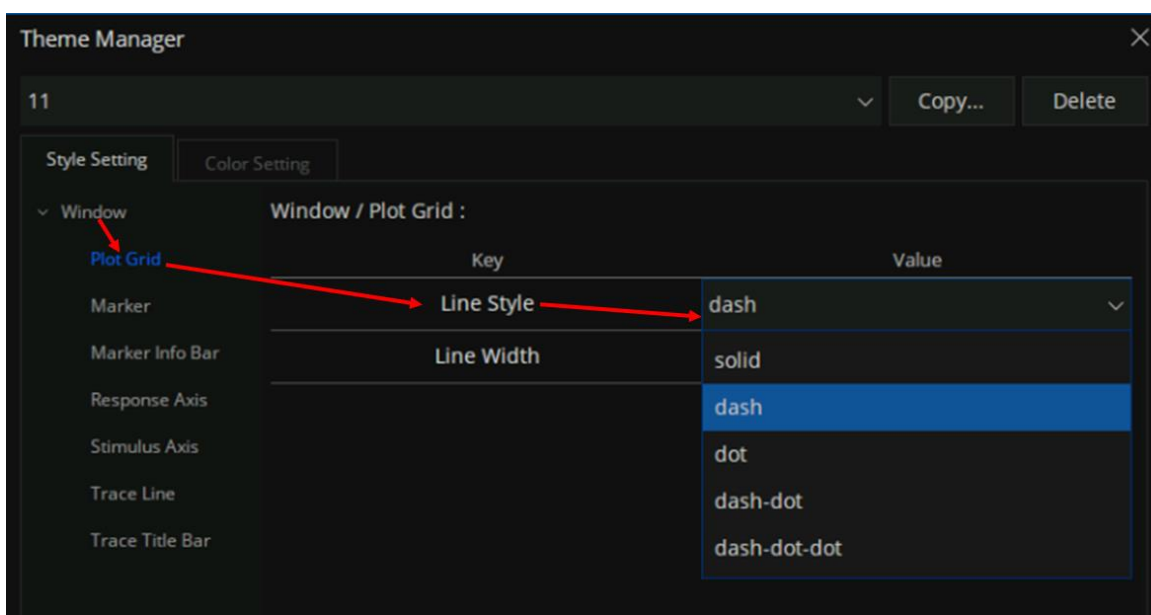 Theme Manager
11
Copy...
Delete
Style Setting
Color Setting
Window
Window / Plot Grid :
Plot Grid
Key
Value
Marker
Line Style
dash
Marker Info Bar
Line Width
solid
Response Axis
dash
Stimulus Axis
dot
Trace Line
dash-dot
Trace Title Bar
dash-dot-dot